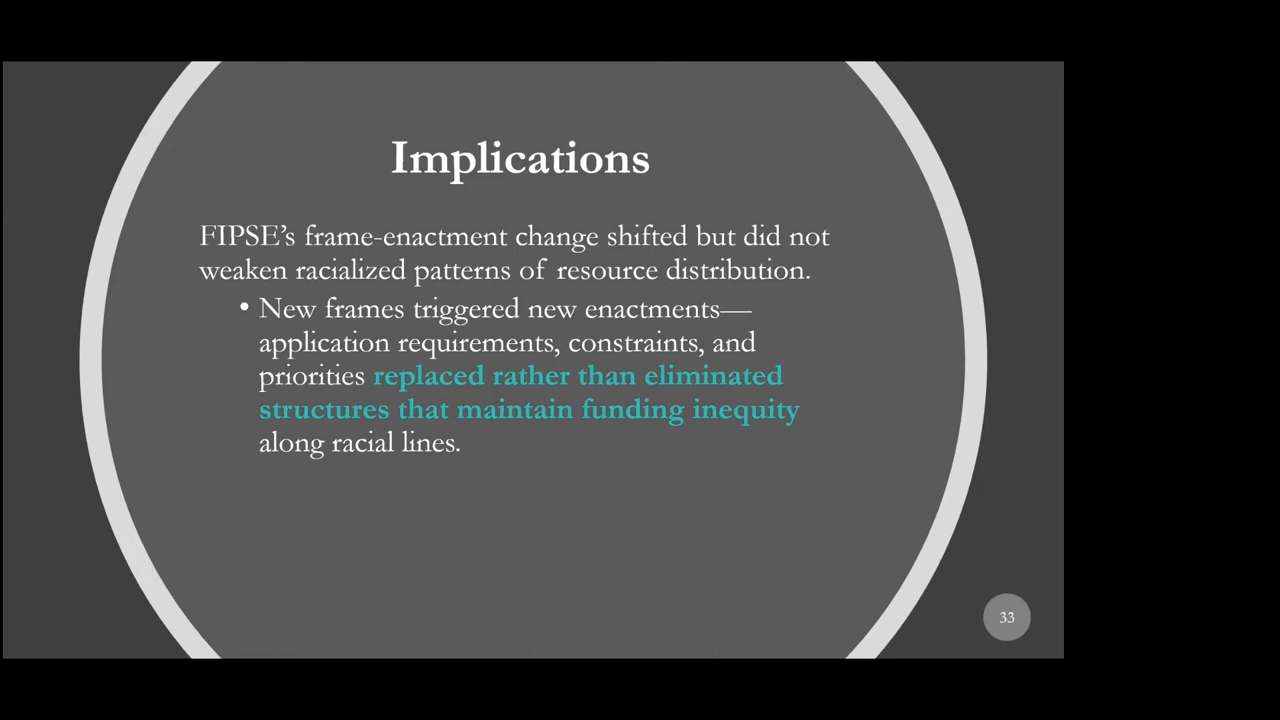 Implications
FIPSE’s frame-enactment change shifted but did not
weaken racialized patterns of resource distribution.
• New frames triggered new enactments—
application requirements, constraints, and
priorities replaced rather than eliminated
structures that maintain funding inequity
along racial lines.
33